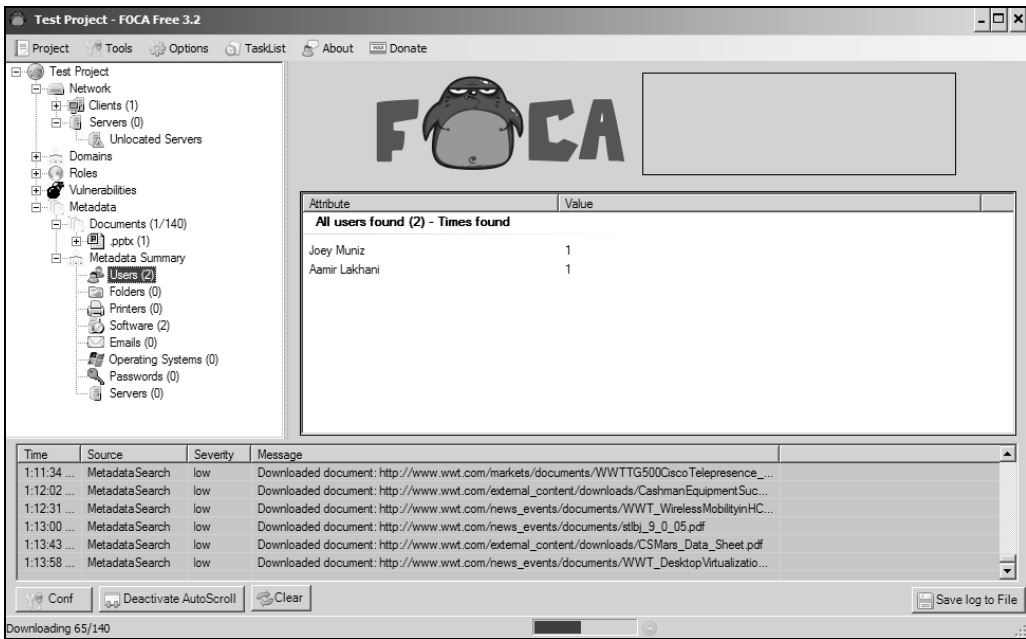 Test Project - FOCA Free 3.2
Project Tools Options TaskList About Donate
Test Project
Network
Clients (1)
Servers (0)
Unlocated Servers
Domains
Roles
Vulnerabilities
Metadata
Documents (1/140)
.pptx (1)
Metadata Summary
Users (2)
Folders (0)
Printers (0)
Software (2)
Emails (0)
Operating Systems (0)
Passwords (0)
Servers (0)
FOCA
Attribute Value
All users found (2) - Times found
Joey Muniz 1
Aamir Lakhani 1
Time Source Severity Message
1:11:34 ... MetadataSearch low Downloaded document: http://www.wwt.com/markets/documents/WWTTG500CiscoTelepresence_...
1:12:02 ... MetadataSearch low Downloaded document: http://www.wwt.com/external_content/downloads/CashmanEquipmentSuc...
1:12:31 ... MetadataSearch low Downloaded document: http://www.wwt.com/news_events/documents/WWT_WirelessMobilityinHC...
1:13:00 ... MetadataSearch low Downloaded document: http://www.wwt.com/news_events/documents/stlbj_9_0_05.pdf
1:13:43 ... MetadataSearch low Downloaded document: http://www.wwt.com/external_content/downloads/CSMars_Data_Sheet.pdf
1:13:58 ... MetadataSearch low Downloaded document: http://www.wwt.com/news_events/documents/WWT_DesktopVirtualizatio...
Conf Deactivate AutoScroll Clear Save log to File
Downloading 65/140